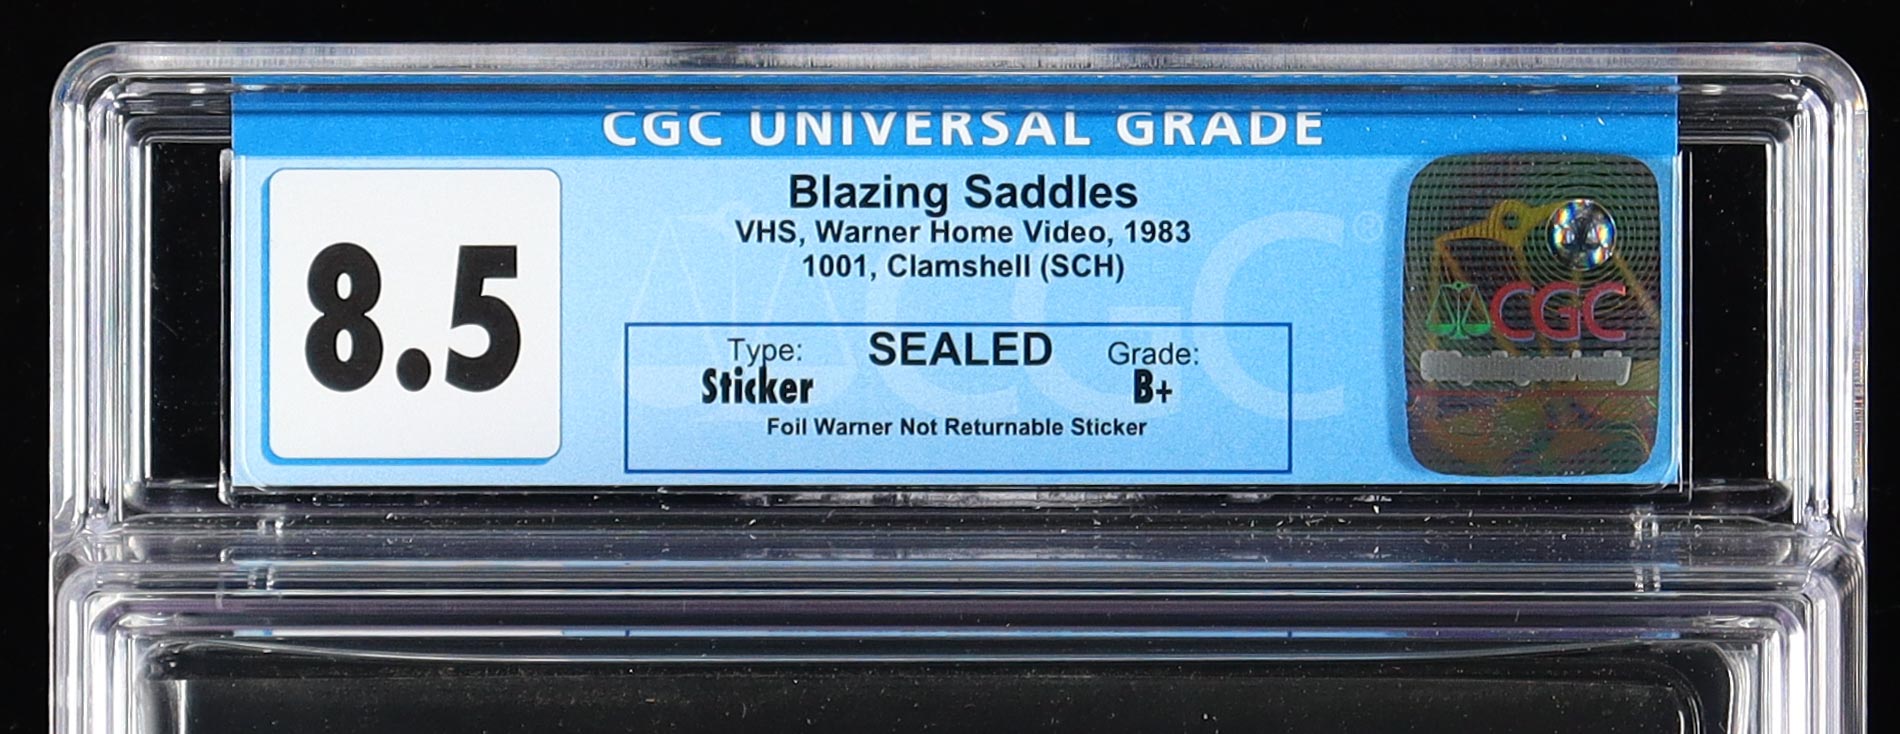 CGC UNIVERSAL GRADE
8.5
Blazing Saddles
VHS, Warner Home Video, 1983
1001, Clamshell (SCH)
SEALED
Type:
Sticker
Grade:
B+
Foil Warner Not Returnable Sticker
CGC
®
CGC